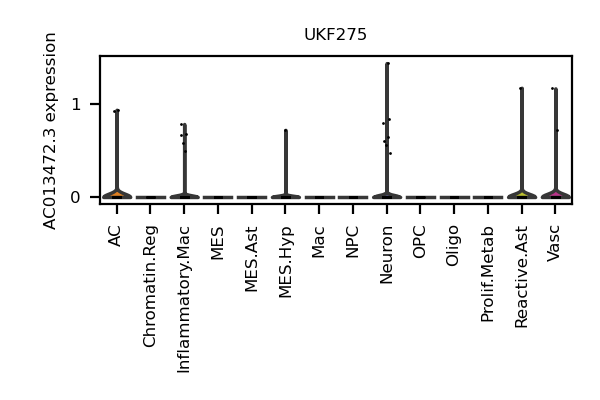 UKF275
AC013472.3 expression
1
0
AC
Chromatin.Reg
Inflammatory.Mac
MES
MES.Ast
MES.Hyp
Mac
NPC
Neuron
OPC
Oligo
Prolif.Metab
Reactive.Ast
Vasc